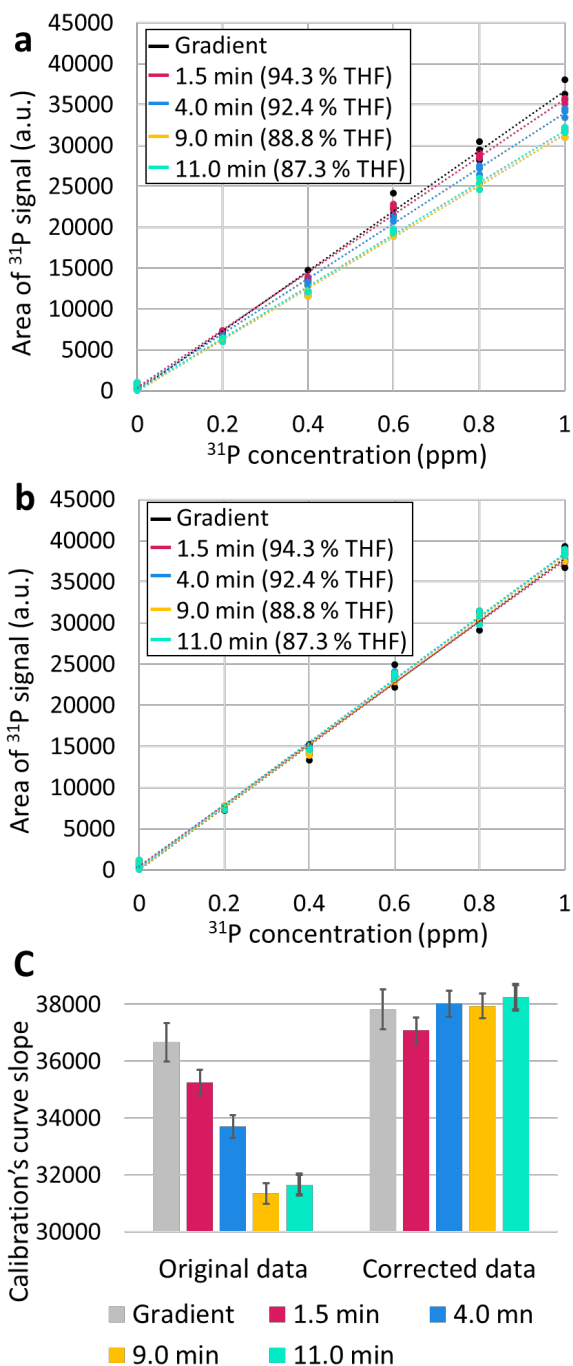 a
45000
40000
35000
30000
25000
20000
15000
10000
5000
0
Area of ³¹P signal (a.u.)
Gradient
1.5 min (94.3 % THF)
4.0 min (92.4 % THF)
9.0 min (88.8 % THF)
11.0 min (87.3 % THF)
0 0.2 0.4 0.6 0.8 1
³¹P concentration (ppm)
b
45000
40000
35000
30000
25000
20000
15000
10000
5000
0
Area of ³¹P signal (a.u.)
Gradient
1.5 min (94.3 % THF)
4.0 min (92.4 % THF)
9.0 min (88.8 % THF)
11.0 min (87.3 % THF)
0 0.2 0.4 0.6 0.8 1
³¹P concentration (ppm)
C
38000
36000
34000
32000
30000
Calibration's curve slope
Original data Corrected data
Gradient 1.5 min 4.0 mn
9.0 min 11.0 min